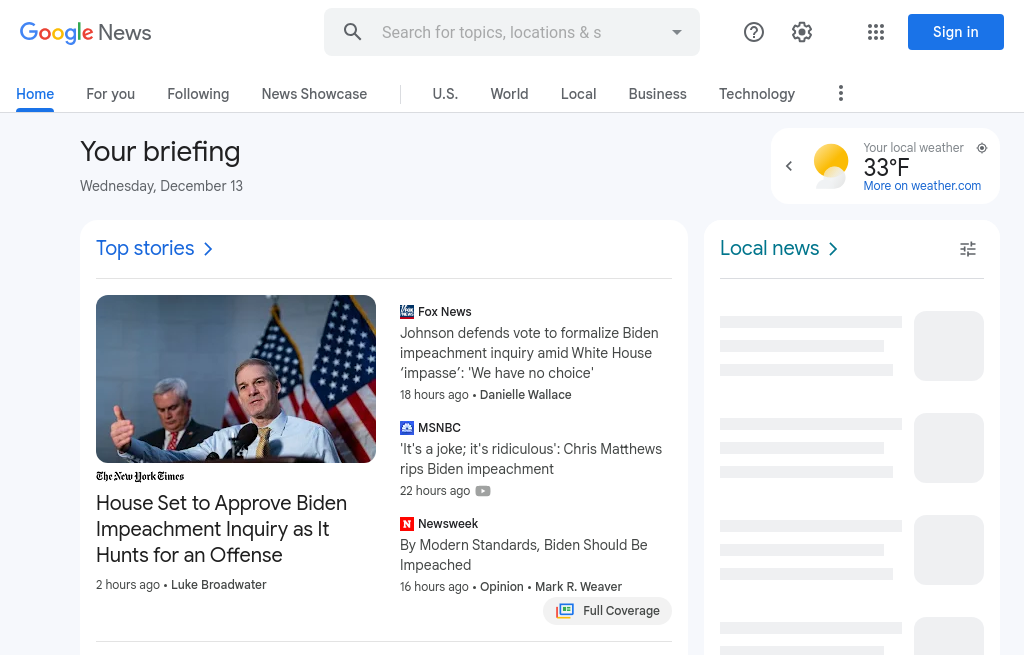 Google News
Search for topics, locations & s
Sign in
Home
For you
Following
News Showcase
U.S.
World
Local
Business
Technology
Your briefing
Wednesday, December 13
Your local weather
33°F
More on weather.com
Top stories
The New York Times
House Set to Approve Biden
Impeachment Inquiry as It
Hunts for an Offense
2 hours ago • Luke Broadwater
Fox News
Johnson defends vote to formalize Biden
impeachment inquiry amid White House
‘impasse’: 'We have no choice'
18 hours ago • Danielle Wallace
MSNBC
'It's a joke; it's ridiculous': Chris Matthews
rips Biden impeachment
22 hours ago
Newsweek
By Modern Standards, Biden Should Be
Impeached
16 hours ago • Opinion • Mark R. Weaver
Full Coverage
Local news